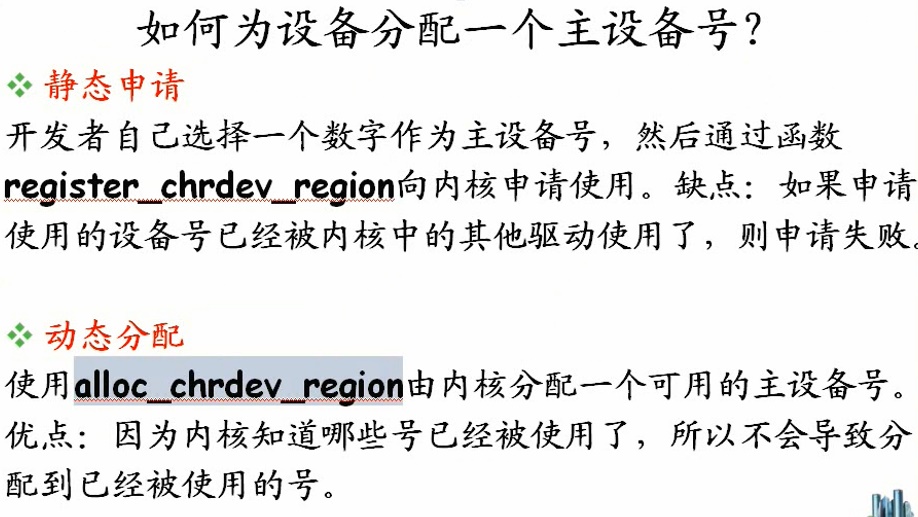 如何为设备分配一个主设备号？
静态申请
开发者自己选择一个数字作为主设备号，然后通过函数
register_chrdev_region向内核申请使用。缺点：如果申请
使用的设备号已经被内核中的其他驱动使用了，则申请失败。
动态分配
使用alloc_chrdev_region由内核分配一个可用的主设备号。
优点：因为内核知道哪些号已经被使用了，所以不会导致分
配到已经被使用的号。